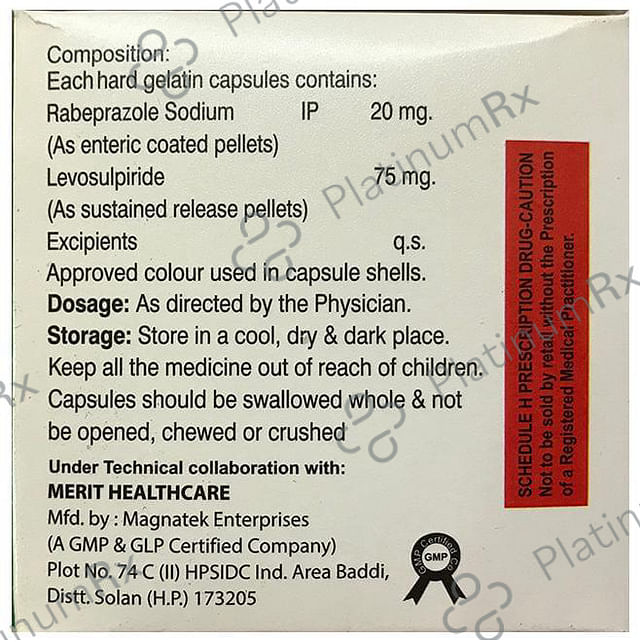 Composition:
Each hard gelatin capsules contains:
Rabeprazole Sodium IP 20 mg.
(As enteric coated pellets)
Levosulpiride 75 mg.
(As sustained release pellets)
Excipients q.s.
Approved colour used in capsule shells.
Dosage: As directed by the Physician.
Storage: Store in a cool, dry & dark place.
Keep all the medicine out of reach of children.
Capsules should be swallowed whole & not
be opened, chewed or crushed
Under Technical collaboration with:
MERIT HEALTHCARE
Mfd. by : Magnatek Enterprises
(A GMP & GLP Certified Company)
Plot No. 74 C (II) HPSIDC Ind. Area Baddi,
Distt. Solan (H.P.) 173205
GMP Certified Co
GMP
SCHEDULE H PRESCRIPTION DRUG-CAUTION
Not to be sold by retail without the Prescription
of a Registered Medical Practitioner.
PlatinumRx
PlatinumRx
PlatinumRx